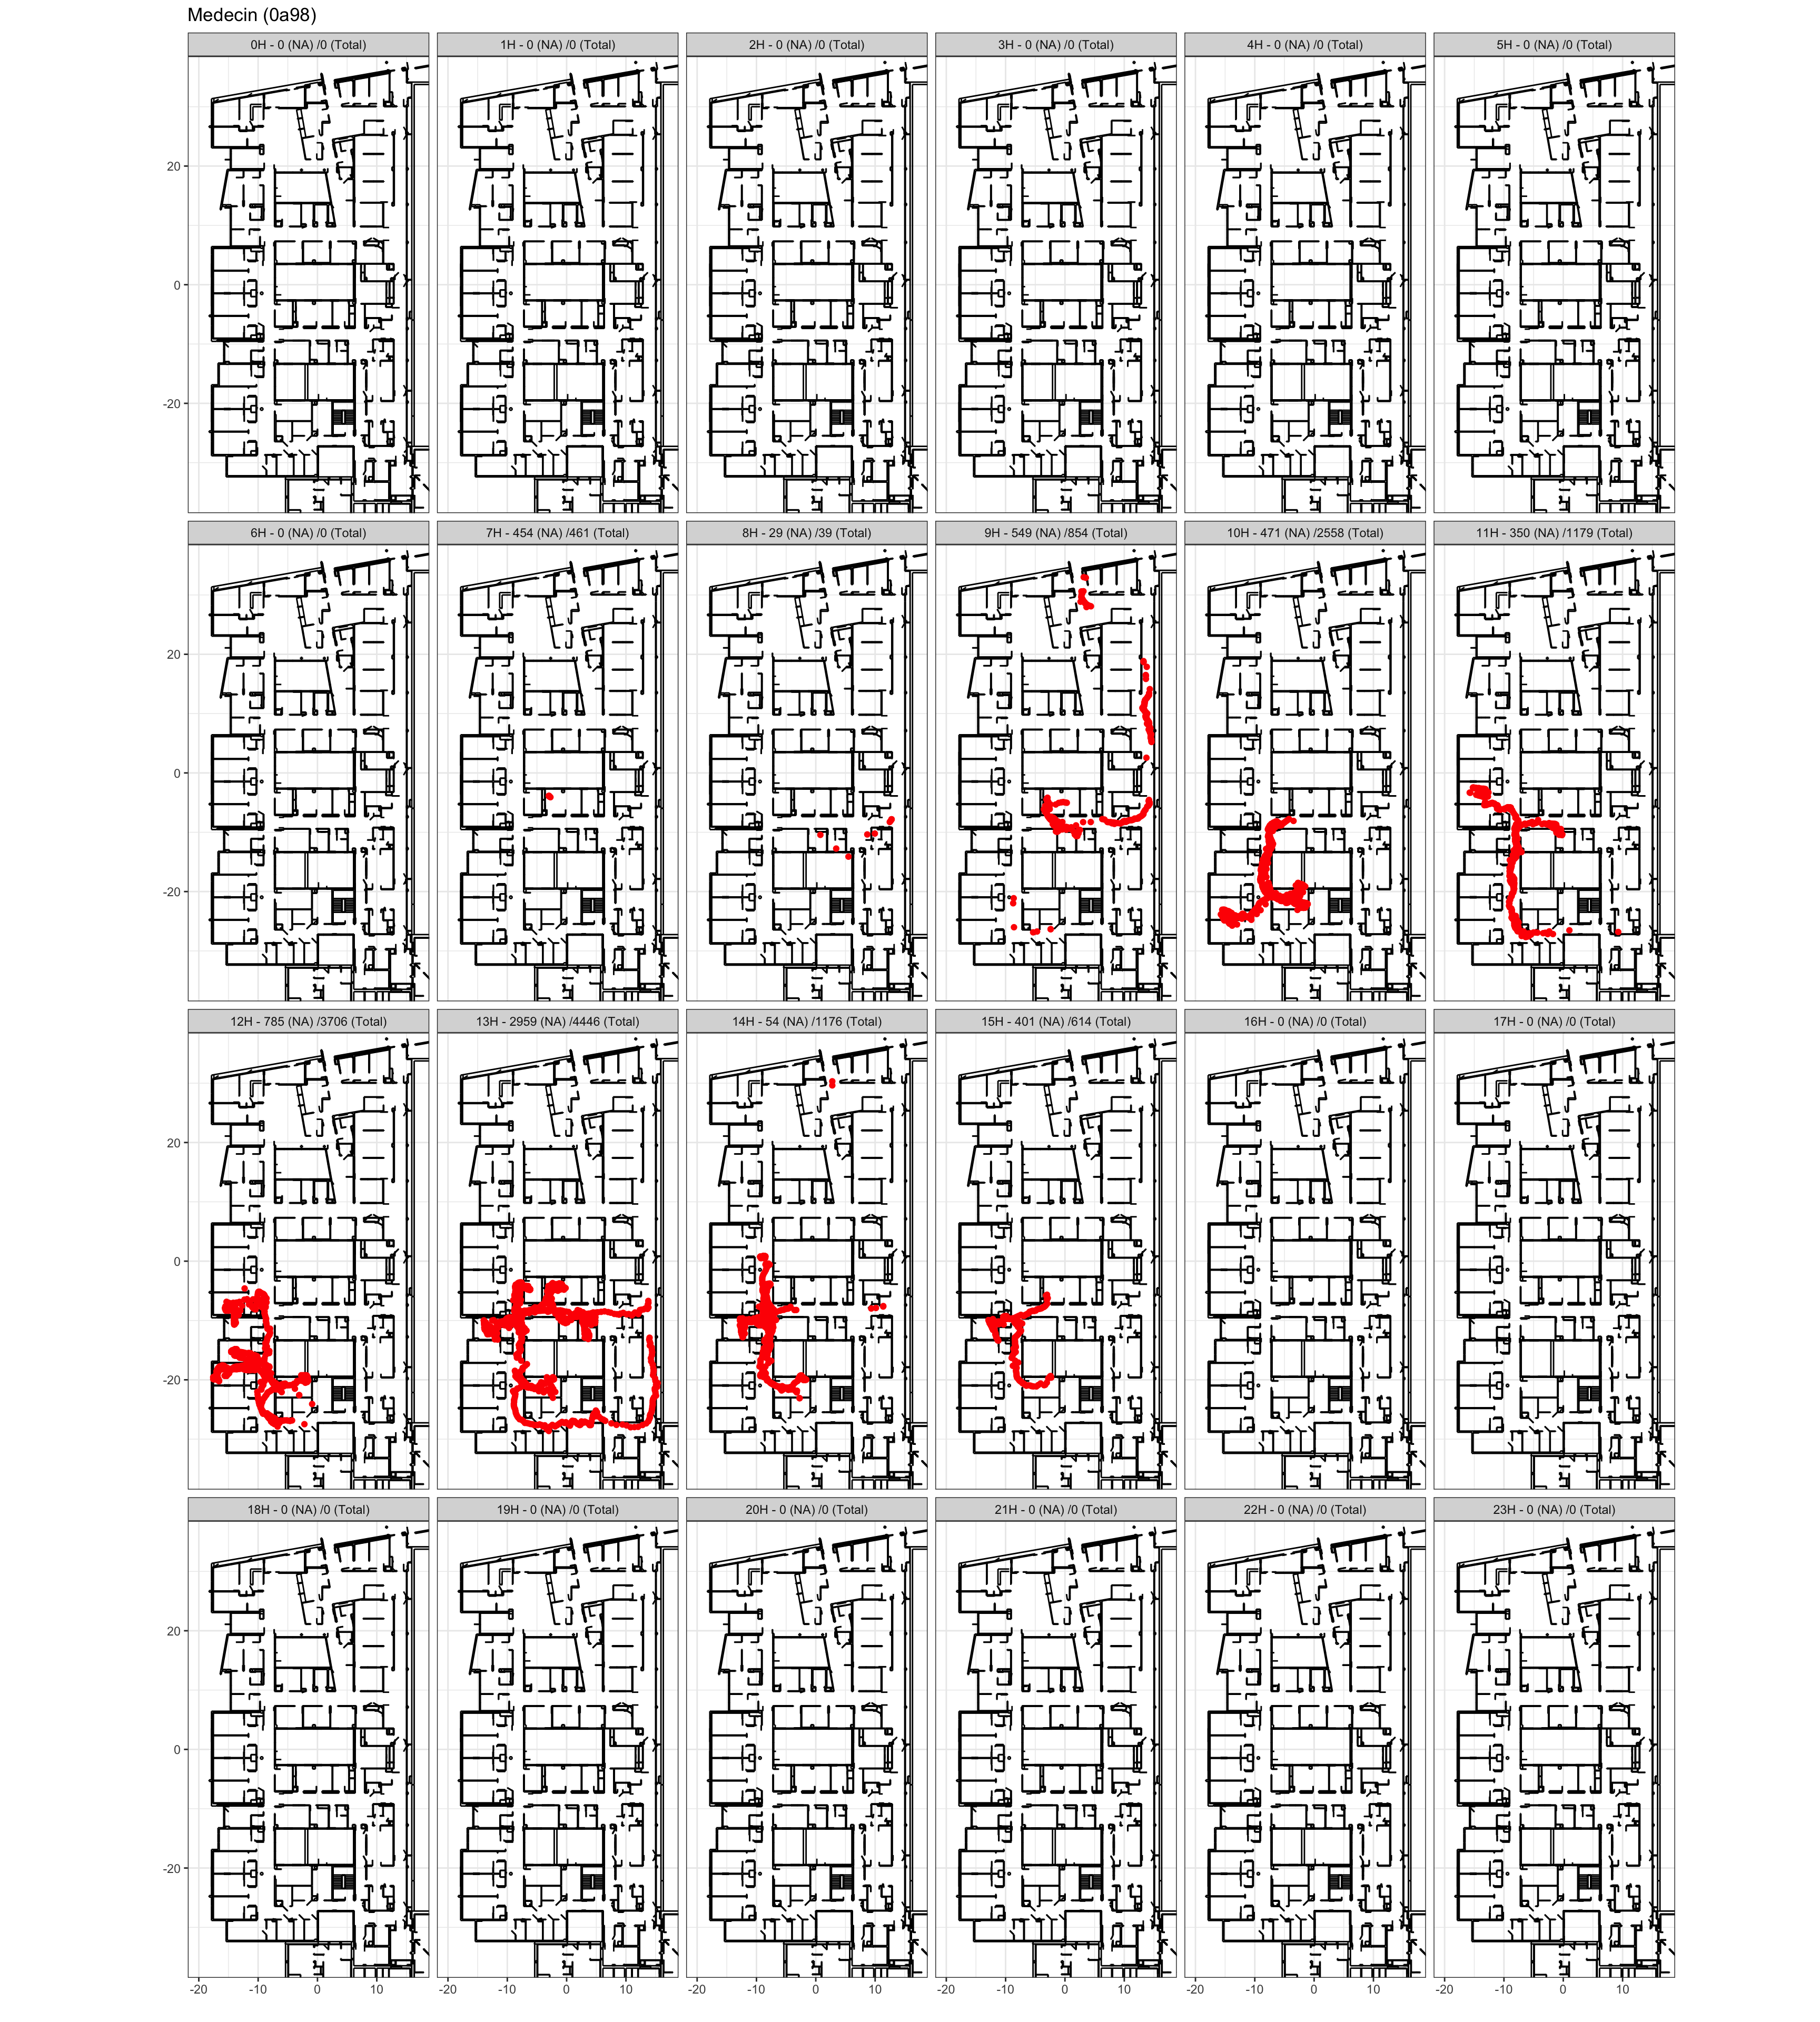 Medecin (0a98)
0H - 0 (NA) /0 (Total) 1H - 0 (NA) /0 (Total) 2H - 0 (NA) /0 (Total) 3H - 0 (NA) /0 (Total) 4H - 0 (NA) /0 (Total) 5H - 0 (NA) /0 (Total)
20
0
-20
6H - 0 (NA) /0 (Total) 7H - 454 (NA) /461 (Total) 8H - 29 (NA) /39 (Total) 9H - 549 (NA) /854 (Total) 10H - 471 (NA) /2558 (Total) 11H - 350 (NA) /1179 (Total)
20
0
-20
12H - 785 (NA) /3706 (Total) 13H - 2959 (NA) /4446 (Total) 14H - 54 (NA) /1176 (Total) 15H - 401 (NA) /614 (Total) 16H - 0 (NA) /0 (Total) 17H - 0 (NA) /0 (Total)
20
0
-20
18H - 0 (NA) /0 (Total) 19H - 0 (NA) /0 (Total) 20H - 0 (NA) /0 (Total) 21H - 0 (NA) /0 (Total) 22H - 0 (NA) /0 (Total) 23H - 0 (NA) /0 (Total)
20
0
-20
-20 -10 0 10 -20 -10 0 10 -20 -10 0 10 -20 -10 0 10 -20 -10 0 10 -20 -10 0 10